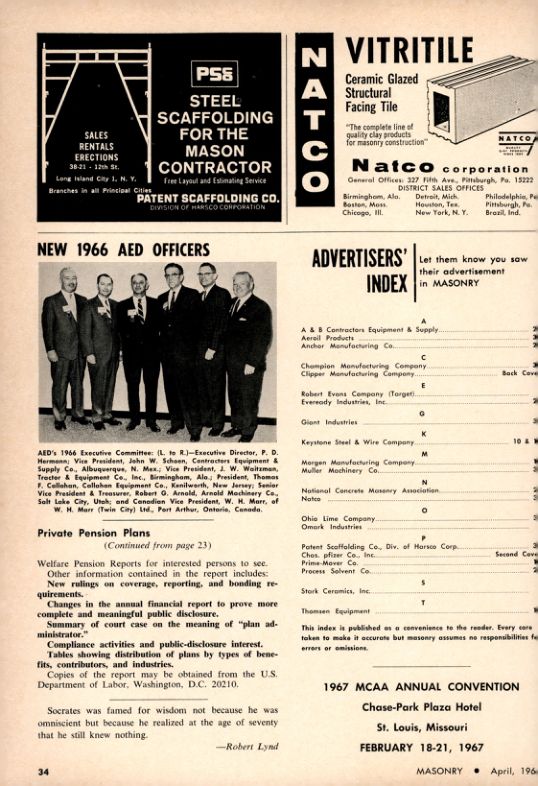 SALES
RENTALS
ERECTIONS
38-21 - 12th St.
Long Island City 1, N. Y.
Branches in all Principal Cities
PS&
STEEL
SCAFFOLDING
FOR THE
MASON
CONTRACTOR
Free Layout and Estimating Service
PATENT SCAFFOLDING CO.
DIVISION OF HARSCO CORPORATION
NATCO
VITRITILE
Ceramic Glazed
Structural
Facing Tile
"The complete line of
quality clay products
for masonry construction"
NATCO
Natco corporation
General Offices: 327 Fifth Ave., Pittsburgh, Pa. 15222
DISTRICT SALES OFFICES
Birmingham, Ala. Detroit, Mich. Philadelphia,
Boston, Mass. Houston, Tex. Pittsburgh, Pa.
Chicago, Ill. New York, N. Y. Brazil, Ind.
NEW 1966 AED OFFICERS
AED's 1966 Executive Committee: (L. to R.)—Executive Director, P. D.
Hermann; Vice President, John W. Schoen, Contractors Equipment &
Supply Co., Albuquerque, N. Mex.; Vice President, J. W. Waitzman,
Tractor & Equipment Co., Inc., Birmingham, Ala.; President, Thomas
F. Callahan, Callahan Equipment Co., Kenilworth, New Jersey; Senior
Vice President & Treasurer, Robert G. Arnold, Arnold Machinery Co.,
Salt Lake City, Utah; and Canadian Vice President, W. H. Marr, of
W. H. Marr (Twin City) Ltd., Port Arthur, Ontario, Canada.
Private Pension Plans
(Continued from page 23)
Welfare Pension Reports for interested persons to see.
Other information contained in the report includes:
New rulings on coverage, reporting, and bonding re-
quirements.
Changes in the annual financial report to prove more
complete and meaningful public disclosure.
Summary of court case on the meaning of "plan ad-
ministrator."
Compliance activities and public-disclosure interest.
Tables showing distribution of plans by types of bene-
fits, contributors, and industries.
Copies of the report may be obtained from the U.S.
Department of Labor, Washington, D.C. 20210.
Socrates was famed for wisdom not because he was
omniscient but because he realized at the age of seventy
that he still knew nothing.
—Robert Lynd
ADVERTISERS'
INDEX
Let them know you saw
their advertisement
in MASONRY
A
A & B Contractors Equipment & Supply
Aeroil Products
Anchor Manufacturing Co.
C
Champion Manufacturing Company
Clipper Manufacturing Company Back
E
Robert Evans Company (Target)
Eveready Industries, Inc.
G
Giant Industries
K
Keystone Steel & Wire Company 10 &
M
Morgen Manufacturing Company
Muller Machinery Co.
N
National Concrete Masonry Association
Natco
O
Ohio Lime Company
Omark Industries
P
Patent Scaffolding Co., Div. of Harsco Corp.
Chas. pfizer Co., Inc. Second
Prime-Mover Co.
Process Solvent Co.
S
Stark Ceramics, Inc.
T
Thomsen Equipment
This index is published as a convenience to the reader. Every care
taken to make it accurate but masonry assumes no responsibilities
errors or omissions.
1967 MCAA ANNUAL CONVENTION
Chase-Park Plaza Hotel
St. Louis, Missouri
FEBRUARY 18-21, 1967
34
MASONRY • April,